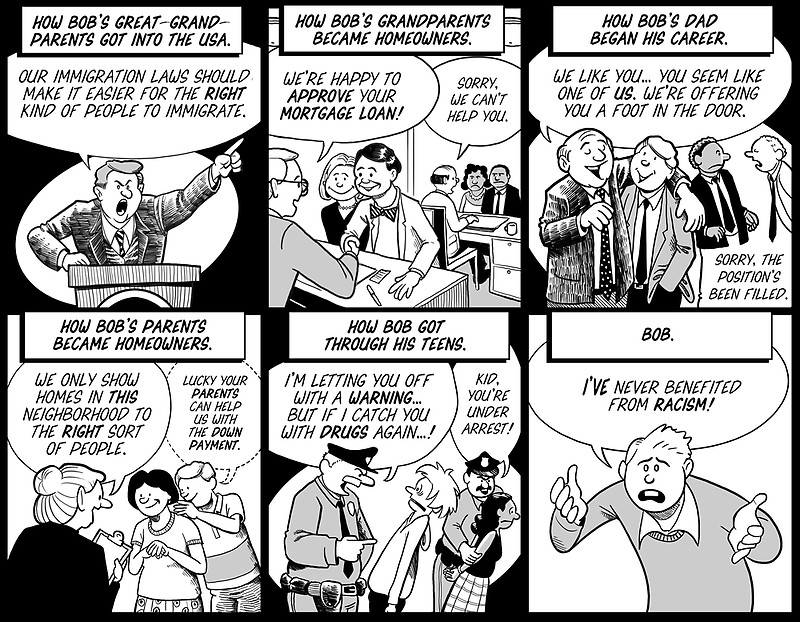 HOW BOB'S GREAT-GRAND-
PARENTS GOT INTO THE USA.
OUR IMMIGRATION LAWS SHOULD
MAKE IT EASIER FOR THE RIGHT
KIND OF PEOPLE TO IMMIGRATE.
HOW BOB'S GRANDPARENTS
BECAME HOMEOWNERS.
WE'RE HAPPY TO
APPROVE YOUR
MORTGAGE LOAN!
SORRY,
WE CAN'T
HELP YOU.
HOW BOB'S DAD
BEGAN HIS CAREER.
WE LIKE YOU... YOU SEEM LIKE
ONE OF US. WE'RE OFFERING
YOU A FOOT IN THE DOOR.
SORRY, THE
POSITION'S
BEEN FILLED.
HOW BOB'S PARENTS
BECAME HOMEOWNERS.
WE ONLY SHOW
HOMES IN THIS
NEIGHBORHOOD TO
THE RIGHT SORT
OF PEOPLE.
LUCKY YOUR
PARENTS
CAN HELP
US WITH
THE DOWN
PAYMENT.
HOW BOB GOT
THROUGH HIS TEENS.
I'M LETTING YOU OFF
WITH A WARNING...
BUT IF I CATCH YOU
WITH DRUGS AGAIN...!
KID,
YOU'RE
UNDER
ARREST!
BOB.
I'VE NEVER BENEFITED
FROM RACISM!